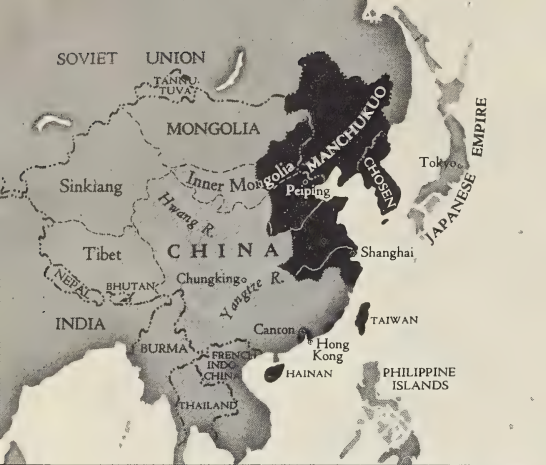 SOVIET UNION
TANNU-
TUVA
MONGOLIA
MANCHUKUO
Sinkiang
Inner Mongolia
Peiping
CHOSEN
Tokyo
JAPANESE EMPIRE
Hwang R.
Tibet
CHINA
Shanghai
NEPAL
BHUTAN
Chungking
Yangtze R.
INDIA
Canton
TAIWAN
BURMA
FRENCH
INDO-
CHINA
Hong
Kong
HAINAN
PHILIPPINE
ISLANDS
THAILAND